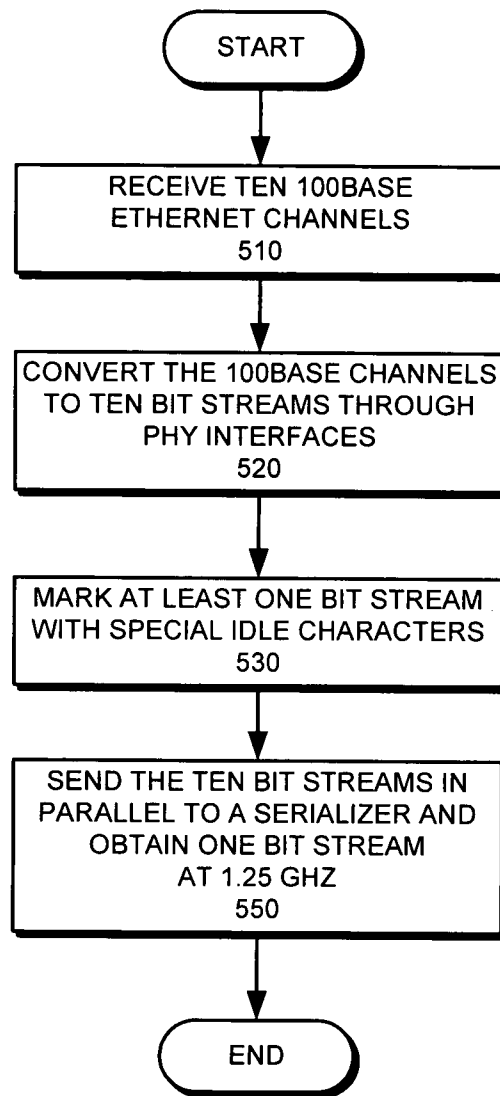 START
RECEIVE TEN 100BASE
ETHERNET CHANNELS
510
CONVERT THE 100BASE CHANNELS
TO TEN BIT STREAMS THROUGH
PHY INTERFACES
520
MARK AT LEAST ONE BIT STREAM
WITH SPECIAL IDLE CHARACTERS
530
SEND THE TEN BIT STREAMS IN
PARALLEL TO A SERIALIZER AND
OBTAIN ONE BIT STREAM
AT 1.25 GHZ
550
END